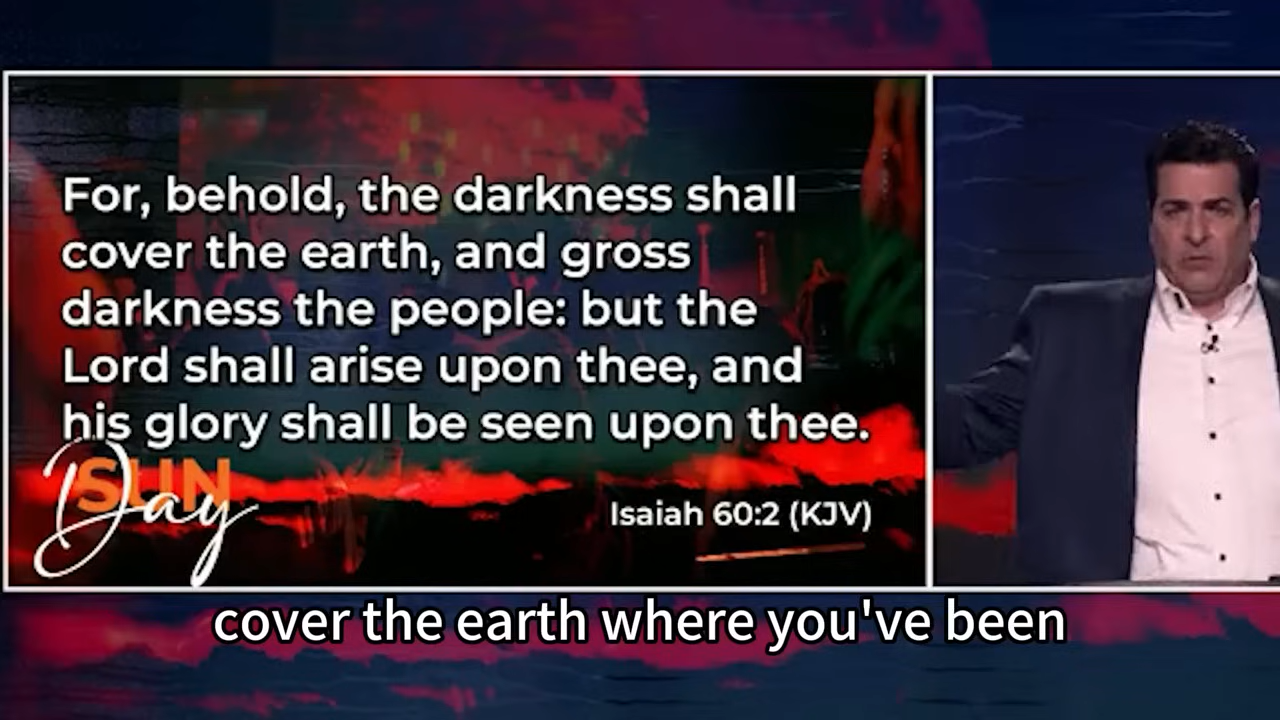 For, behold, the darkness shall
cover the earth, and gross
darkness the people: but the
Lord shall arise upon thee, and
his glory shall be seen upon thee.
SUN
Day
Isaiah 60:2 (KJV)
cover the earth where you've been